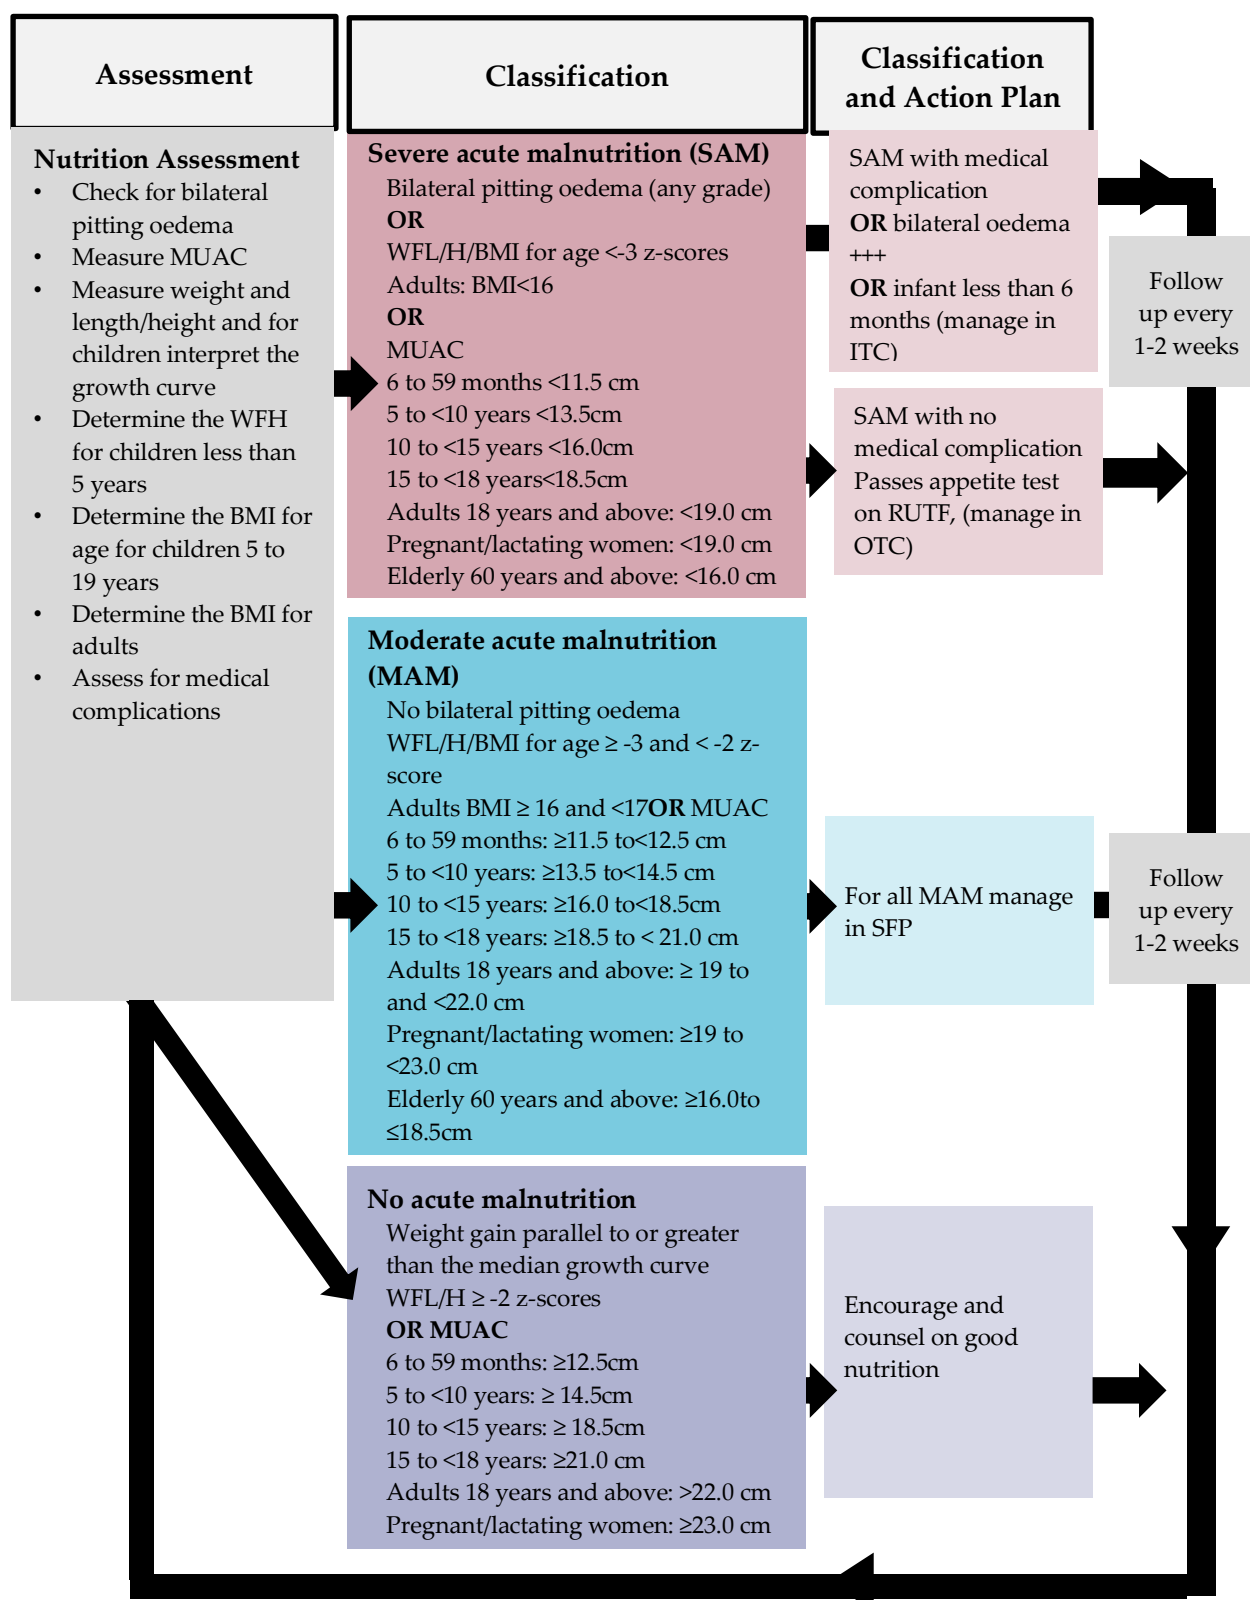 Assessment
Classification
Classification
and Action Plan
Nutrition Assessment
• Check for bilateral
pitting oedema
• Measure MUAC
• Measure weight and
length/height and for
children interpret the
growth curve
• Determine the WFH
for children less than
5 years
• Determine the BMI for
age for children 5 to
19 years
• Determine the BMI for
adults
• Assess for medical
complications
Severe acute malnutrition (SAM)
Bilateral pitting oedema (any grade)
OR
WFL/H/BMI for age <-3 z-scores
Adults: BMI<16
OR
MUAC
6 to 59 months <11.5 cm
5 to <10 years <13.5cm
10 to <15 years <16.0cm
15 to <18 years<18.5cm
Adults 18 years and above: <19.0 cm
Pregnant/lactating women: <19.0 cm
Elderly 60 years and above: <16.0 cm
SAM with medical
complication
OR bilateral oedema
+++
OR infant less than 6
months (manage in
ITC)
SAM with no
medical complication
Passes appetite test
on RUTF, (manage in
OTC)
Follow
up every
1-2 weeks
Moderate acute malnutrition
(MAM)
No bilateral pitting oedema
WFL/H/BMI for age ≥ -3 and < -2 z-
score
Adults BMI ≥ 16 and <17OR MUAC
6 to 59 months: ≥11.5 to<12.5 cm
5 to <10 years: ≥13.5 to<14.5 cm
10 to <15 years: ≥16.0 to<18.5cm
15 to <18 years: ≥18.5 to < 21.0 cm
Adults 18 years and above: ≥ 19 to
and <22.0 cm
Pregnant/lactating women: ≥19 to
<23.0 cm
Elderly 60 years and above: ≥16.0to
≤18.5cm
For all MAM manage
in SFP
Follow
up every
1-2 weeks
No acute malnutrition
Weight gain parallel to or greater
than the median growth curve
WFL/H ≥ -2 z-scores
OR MUAC
6 to 59 months: ≥12.5cm
5 to <10 years: ≥ 14.5cm
10 to <15 years: ≥ 18.5cm
15 to <18 years: ≥21.0 cm
Adults 18 years and above: >22.0 cm
Pregnant/lactating women: ≥23.0 cm
Encourage and
counsel on good
nutrition